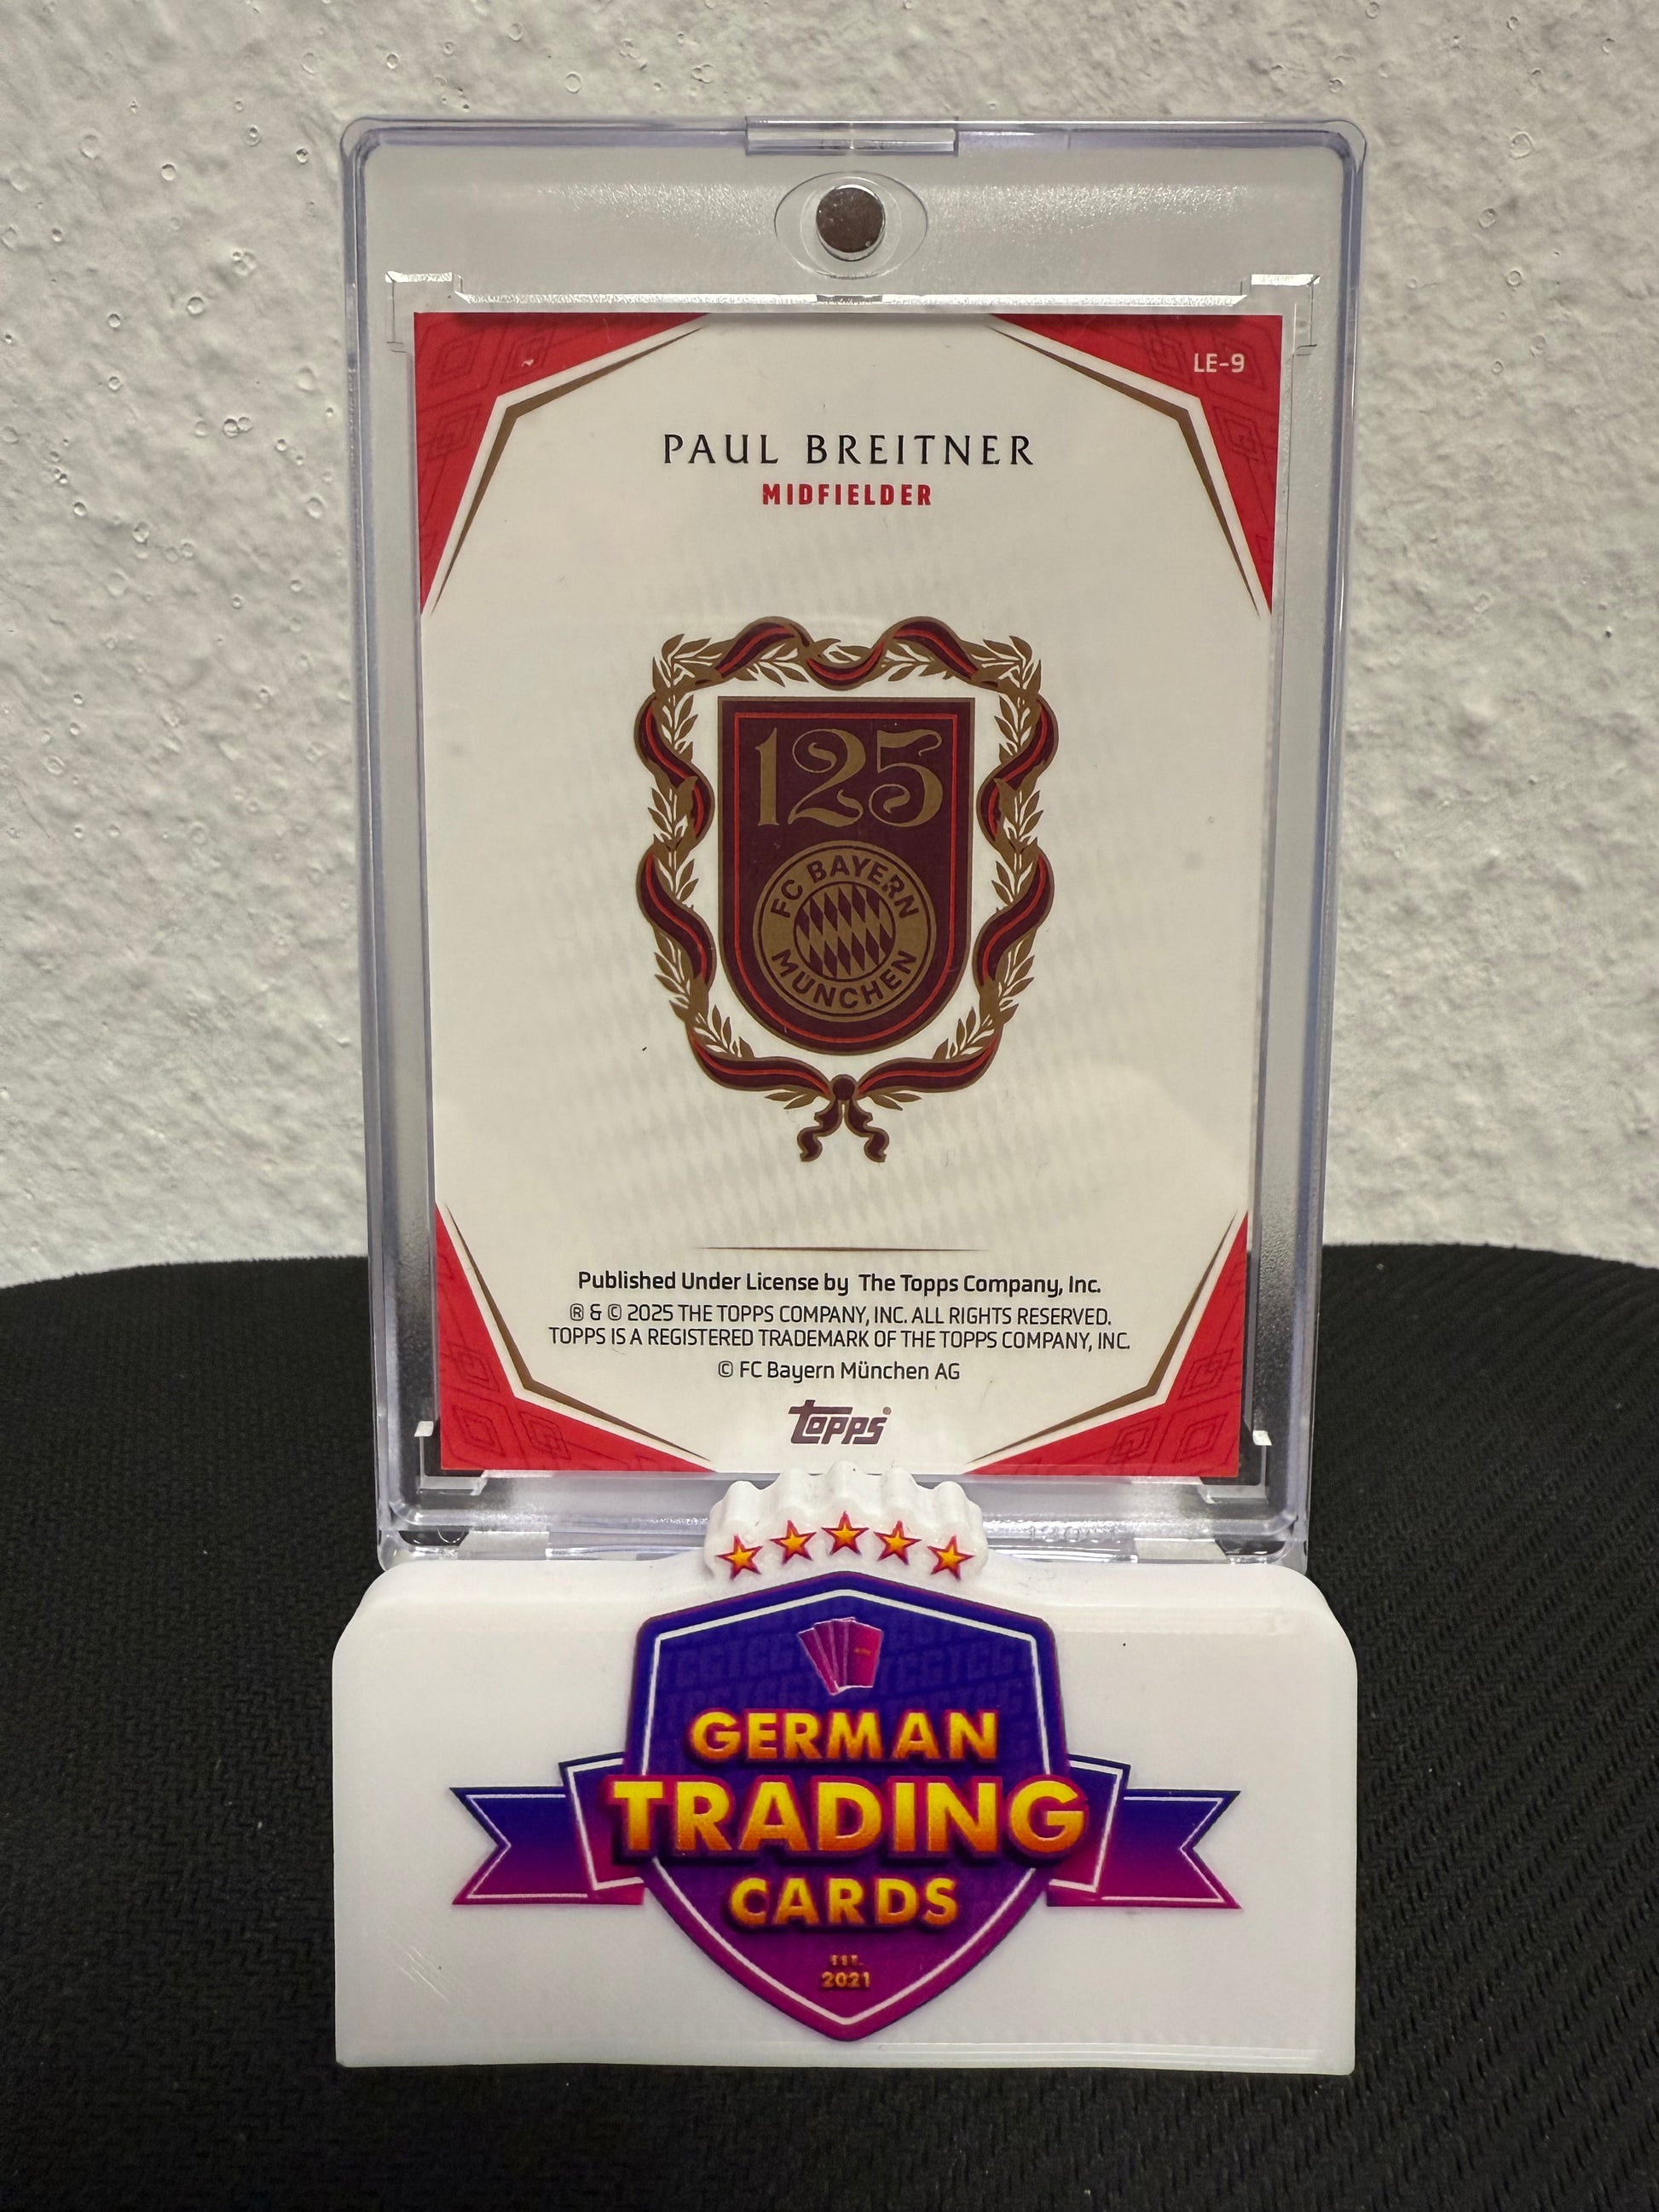 LE-9
PAUL BREITNER
MIDFIELDER
125
FC BAYERN
MÜNCHEN
Published Under License by The Topps Company, Inc.
® & © 2025 THE TOPPS COMPANY, INC. ALL RIGHTS RESERVED.
TOPPS IS A REGISTERED TRADEMARK OF THE TOPPS COMPANY, INC.
© FC Bayern München AG
topps®
GERMAN
TRADING
CARDS
EST.
2021